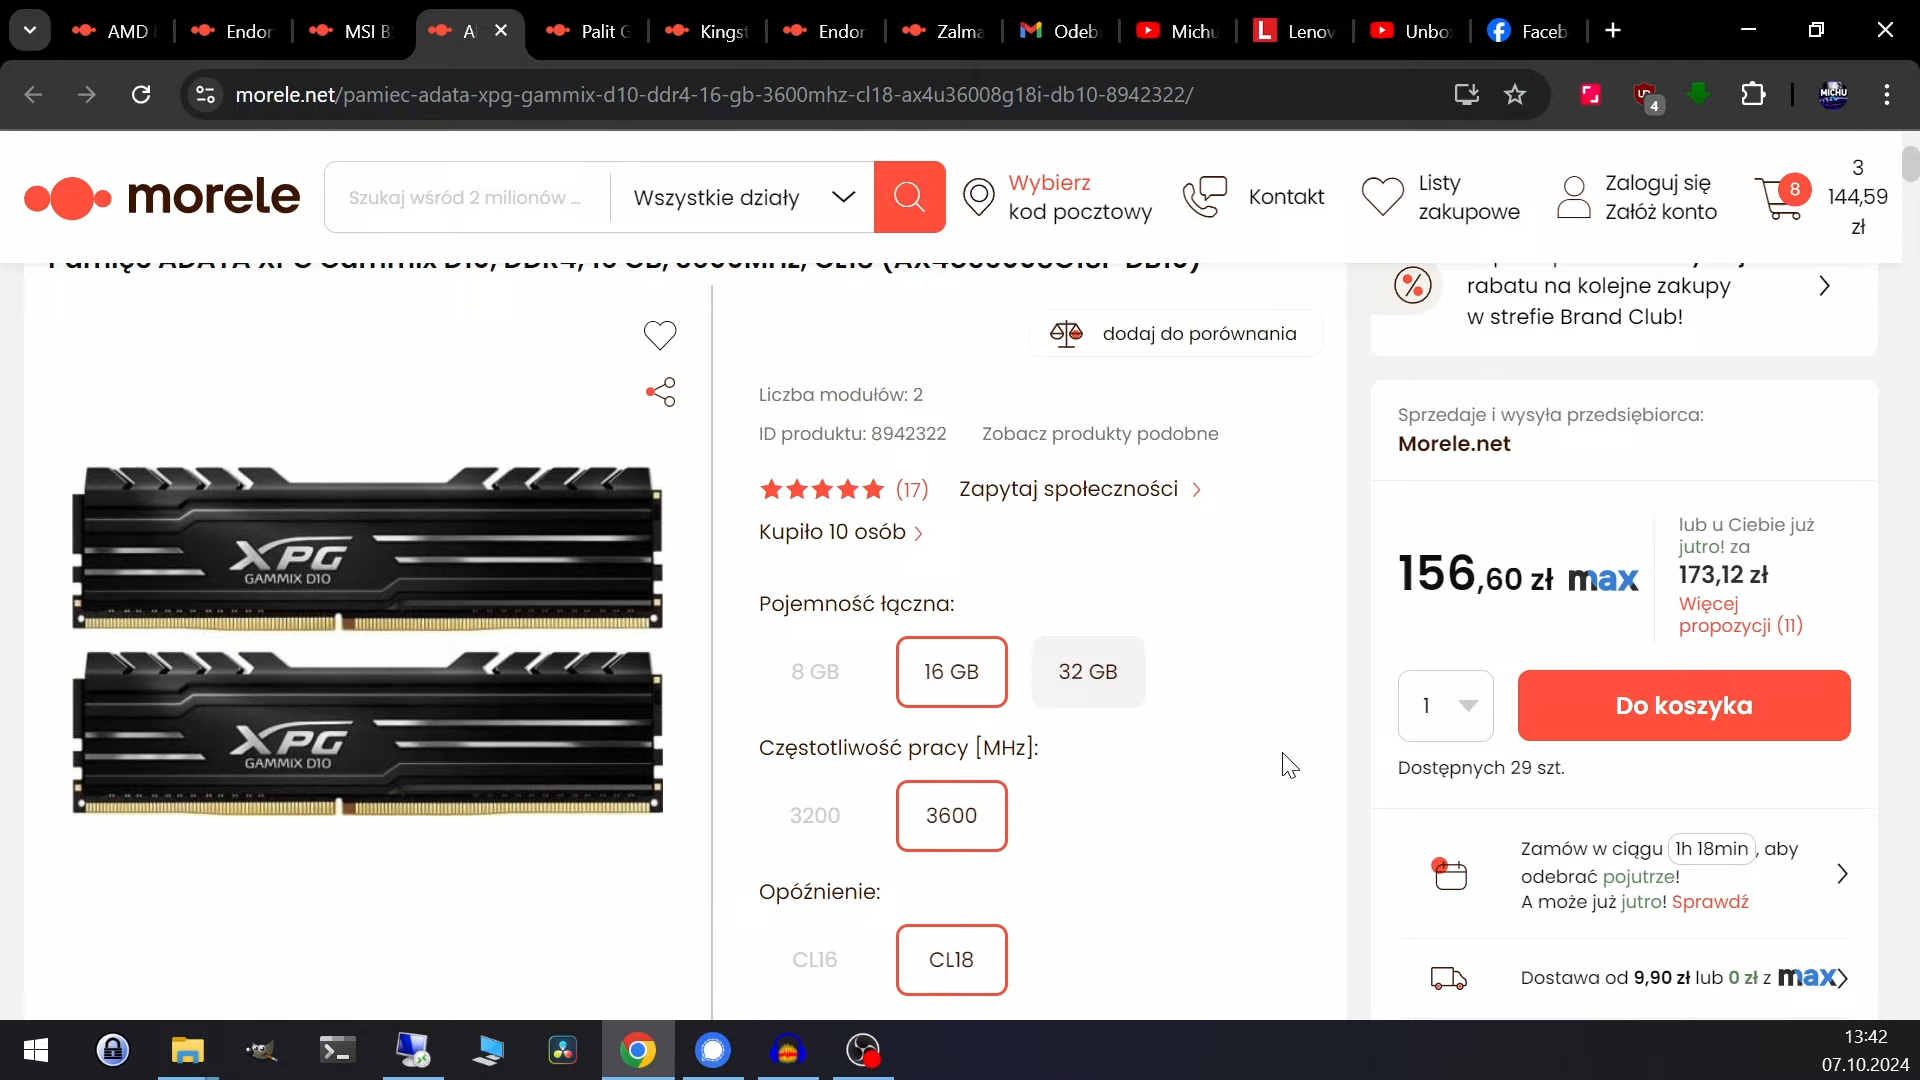 AMD
Endor
MSI B
A
Palit G
Kingst
Endor
Zalma
Odeb
Michu
Lenov
Unbo
Faceb
morele.net/pamiec-adata-xpg-gammix-d10-ddr4-16-gb-3600mhz-cl18-ax4u36008g18i-db10-8942322/
4
MICHU
morele
Szukaj wśród 2 milionów ...
Wszystkie działy
Wybierz
kod pocztowy
Kontakt
Listy
zakupowe
Zaloguj się
Załóż konto
8
3
144,59
zł
rabatu na kolejne zakupy
w strefie Brand Club!
dodaj do porównania
Liczba modułów: 2
ID produktu: 8942322
Zobacz produkty podobne
(17)
Zapytaj społeczności
Kupiło 10 osób
XPG
GAMMIX D10
XPG
GAMMIX D10
Pojemność łączna:
8 GB
16 GB
32 GB
Częstotliwość pracy [MHz]:
3200
3600
Opóźnienie:
CL16
CL18
Sprzedaje i wysyła przedsiębiorca:
Morele.net
156,60 zł max
lub u Ciebie już
jutro! za
173,12 zł
Więcej
propozycji (11)
1
Do koszyka
Dostępnych 29 szt.
Zamów w ciągu 1h 18min, aby
odebrać pojutrze!
A może już jutro! Sprawdź
Dostawa od 9,90 zł lub 0 zł z max
13:42
07.10.2024